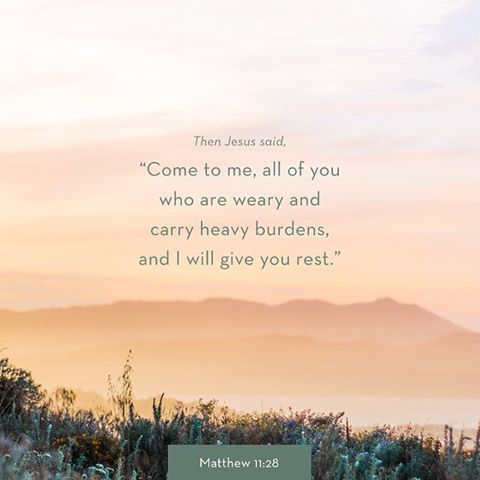 Then Jesus said,
“Come to me, all of you
who are weary and
carry heavy burdens,
and I will give you rest.”
Matthew 11:28